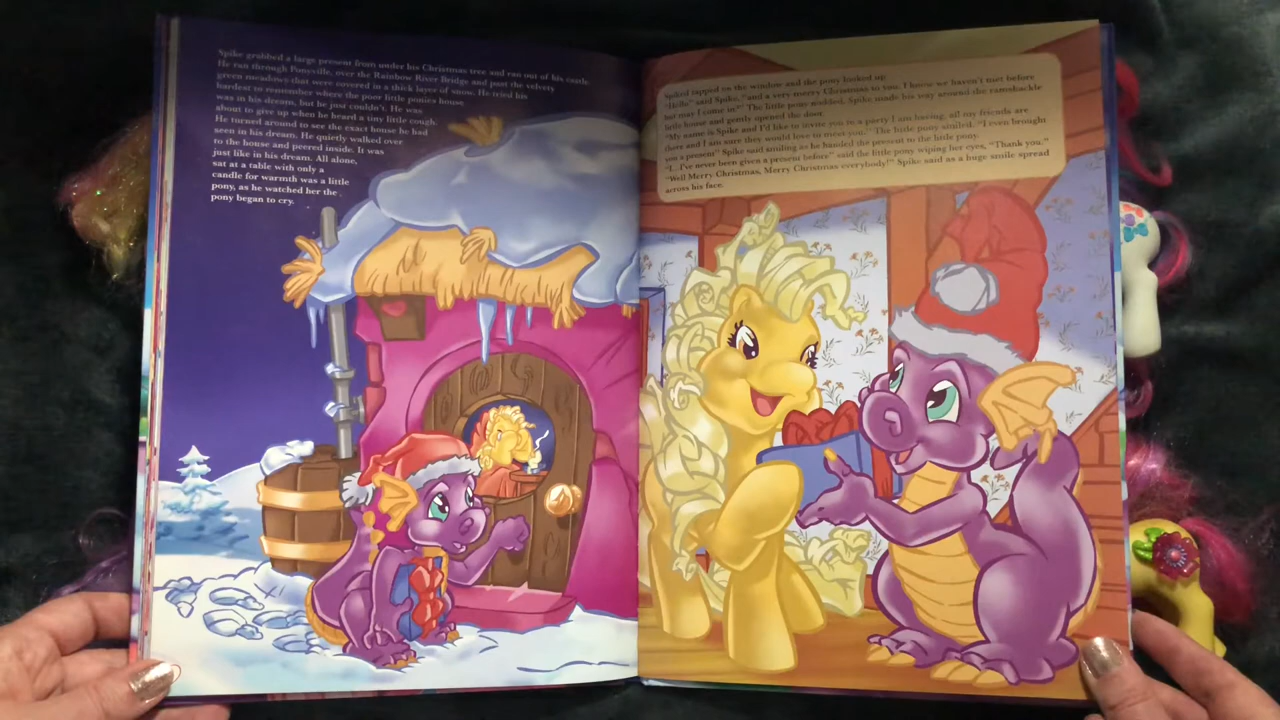 Spike grabbed a large present from under his Christmas tree and ran out of his castle.
He ran through Ponyville, over the Rainbow River Bridge and past the velvety
green meadows that were covered in a thick layer of snow. He tried his
hardest to remember where the poor little ponies house
was in his dream, but he just couldn't. He was
about to give up when he heard a tiny little cough.
He turned around to see the exact house he had
seen in his dream. He quietly walked over
to the house and peered inside. It was
just like in his dream. All alone,
sat at a table with only a
candle for warmth was a little
pony, as he watched her the
pony began to cry.
Spiked tapped on the window and the pony looked up.
"Hello" said Spike, "and a very merry Christmas to you. I know we haven't met before
but may I come in?" The little pony nodded, Spike made his way around the ramshackle
little house and gently opened the door.
"My name is Spike and I'd like to invite you to a party I am having, all my friends are
there and I am sure they would love to meet you." The little pony smiled. "I even brought
you a present" Spike said smiling as he handed the present to the little pony.
"I... I've never been given a present before" said the little pony wiping her eyes, "Thank you."
"Well Merry Christmas, Merry Christmas everybody!" Spike said as a huge smile spread
across his face.